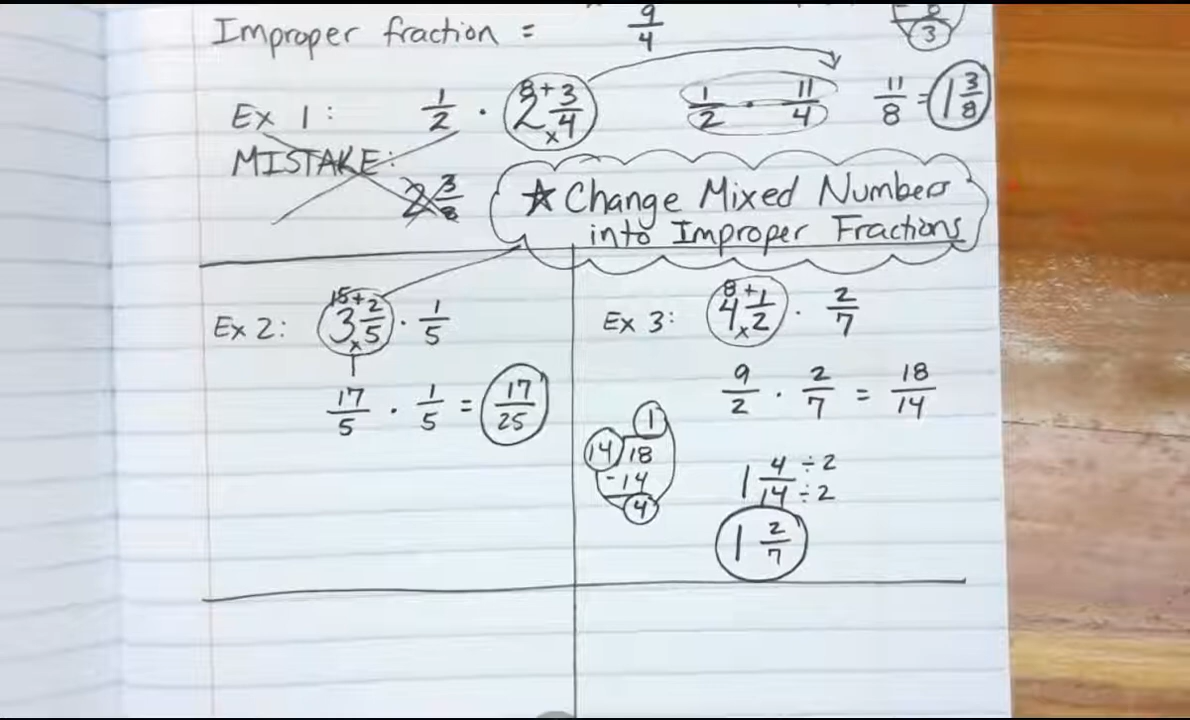 Improper fraction = 9/4
3
Ex 1: 1/2 · 2 3/4 8 + x 1/2 · 11/4 11/8 = 1 3/8
MISTAKE:
2 3/8
☆ Change Mixed Numbers
into Improper Fractions
Ex 2: 3 2/5 15 + x · 1/5
17/5 · 1/5 = 17/25
Ex 3: 4 1/2 8 + x · 2/7
9/2 · 2/7 = 18/14
1
14 18
-14
4
1 4/14 ÷2 ÷2
1 2/7